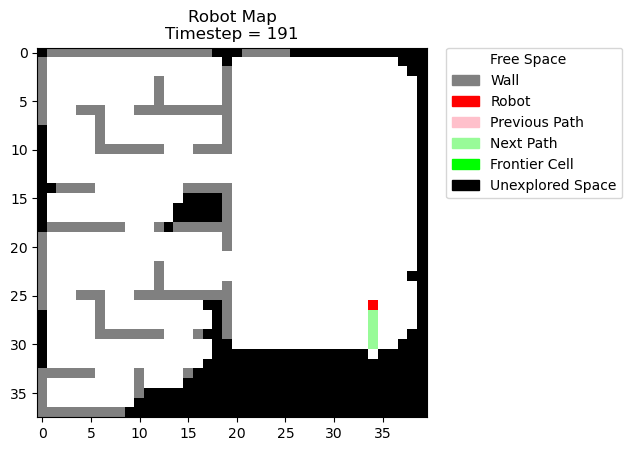 Robot Map
Timestep = 191
0
5
10
15
20
25
30
35
0
5
10
15
20
25
30
35
Free Space
Wall
Robot
Previous Path
Next Path
Frontier Cell
Unexplored Space